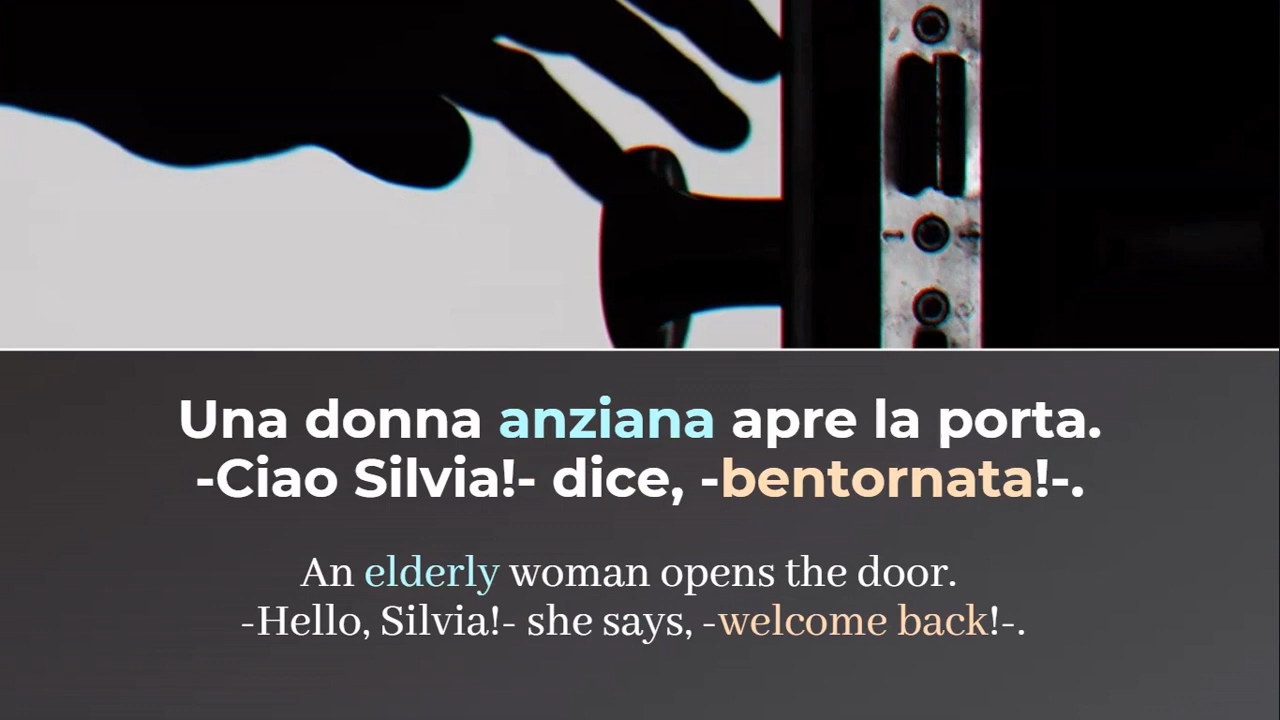 Una donna anziana apre la porta.
-Ciao Silvia!- dice, -bentornata!-.
An elderly woman opens the door.
-Hello, Silvia!- she says, -welcome back!-.